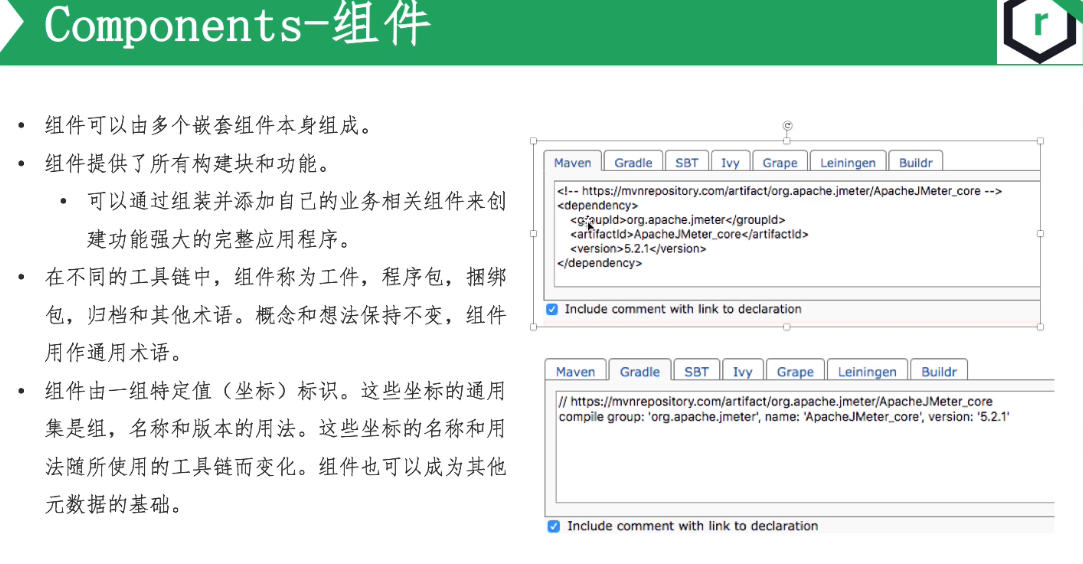 Components-组件
r
• 组件可以由多个嵌套组件本身组成。
• 组件提供了所有构建块和功能。
• 可以通过组装并添加自己的业务相关组件来创
建功能强大的完整应用程序。
• 在不同的工具链中，组件称为工件，程序包，捆绑
包，归档和其他术语。概念和想法保持不变，组件
用作通用术语。
• 组件由一组特定值（坐标）标识。这些坐标的通用
集是组，名称和版本的用法。这些坐标的名称和用
法随所使用的工具链而变化。组件也可以成为其他
元数据的基础。
Maven Gradle SBT Ivy Grape Leiningen Buildr
<!-- https://mvnrepository.com/artifact/org.apache.jmeter/ApacheJMeter_core -->
<dependency>
<groupId>org.apache.jmeter</groupId>
<artifactId>ApacheJMeter_core</artifactId>
<version>5.2.1</version>
</dependency>
Include comment with link to declaration
Maven Gradle SBT Ivy Grape Leiningen Buildr
// https://mvnrepository.com/artifact/org.apache.jmeter/ApacheJMeter_core
compile group: 'org.apache.jmeter', name: 'ApacheJMeter_core', version: '5.2.1'
Include comment with link to declaration